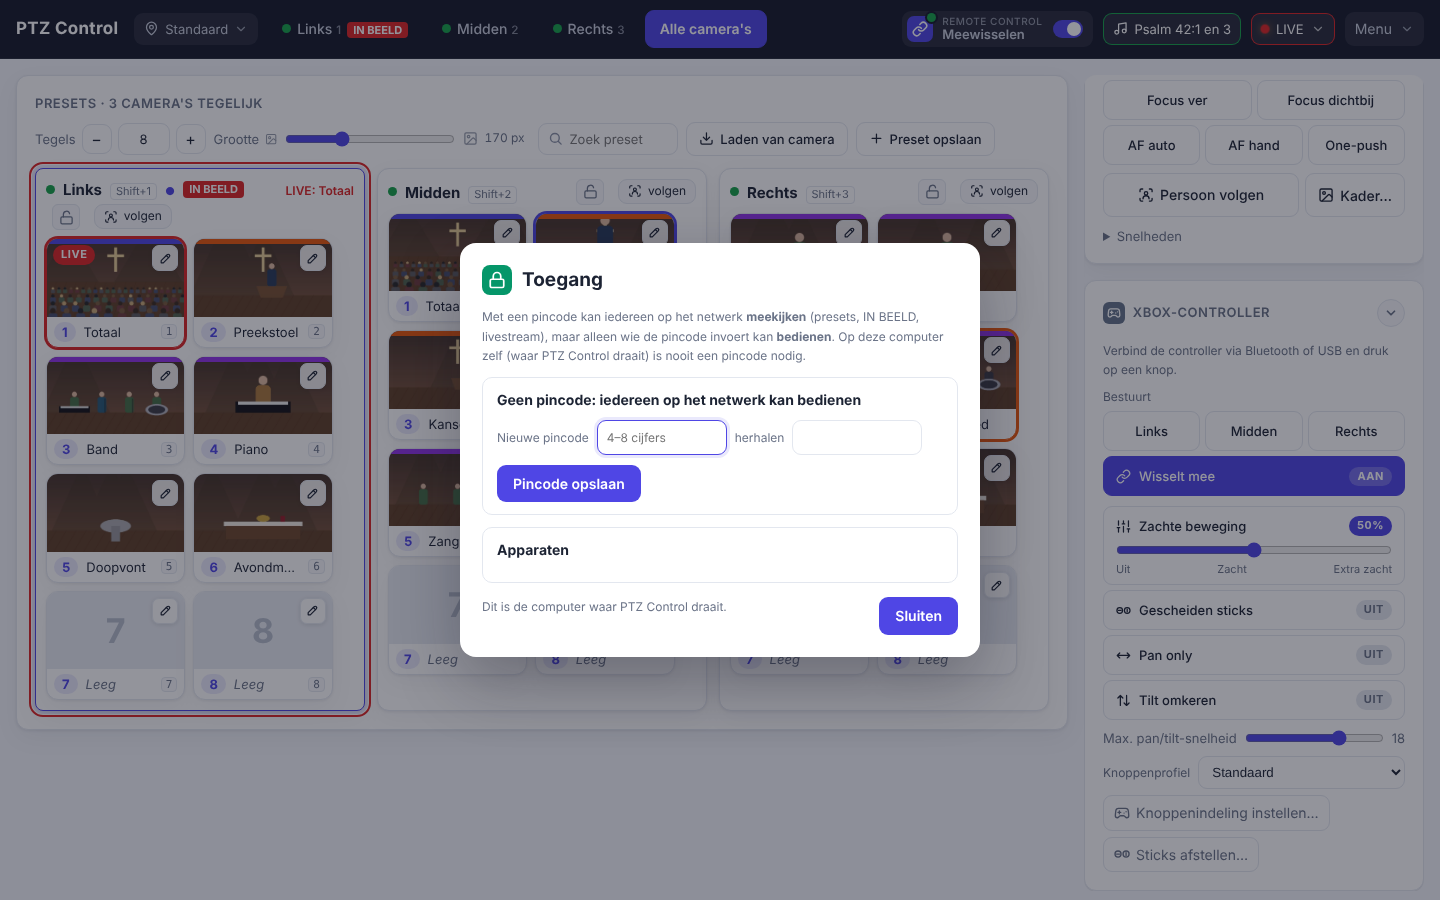 PTZ Control
Standaard
Links 1 IN BEELD
Midden 2
Rechts 3
Alle camera's
REMOTE CONTROL
Meewisselen
Psalm 42:1 en 3
LIVE
Menu
PRESETS · 3 CAMERA'S TEGELIJK
Tegels − 8 + Grootte 170 px
Zoek preset
Laden van camera
Preset opslaan
Links Shift+1 IN BEELD LIVE: Totaal
volgen
LIVE
1 Totaal 1
2 Preekstoel 2
3 Band 3
4 Piano 4
5 Doopvont 5
6 Avondm... 6
7
8
7 Leeg 7
8 Leeg 8
Midden Shift+2 volgen
1 Totaa
3 Kans
5 Zang
7
7 Leeg
8 Leeg
Rechts Shift+3 volgen
d
7 Leeg
8 Leeg
Toegang
Met een pincode kan iedereen op het netwerk meekijken (presets, IN BEELD,
livestream), maar alleen wie de pincode invoert kan bedienen. Op deze computer
zelf (waar PTZ Control draait) is nooit een pincode nodig.
Geen pincode: iedereen op het netwerk kan bedienen
Nieuwe pincode 4–8 cijfers herhalen
Pincode opslaan
Apparaten
Dit is de computer waar PTZ Control draait.
Sluiten
Focus ver
Focus dichtbij
AF auto
AF hand
One-push
Persoon volgen
Kader...
Snelheden
XBOX-CONTROLLER
Verbind de controller via Bluetooth of USB en druk
op een knop.
Bestuurt
Links
Midden
Rechts
Wisselt mee AAN
Zachte beweging 50%
Uit Zacht Extra zacht
Gescheiden sticks UIT
Pan only UIT
Tilt omkeren UIT
Max. pan/tilt-snelheid 18
Knoppenprofiel Standaard
Knoppenindeling instellen...
Sticks afstellen...